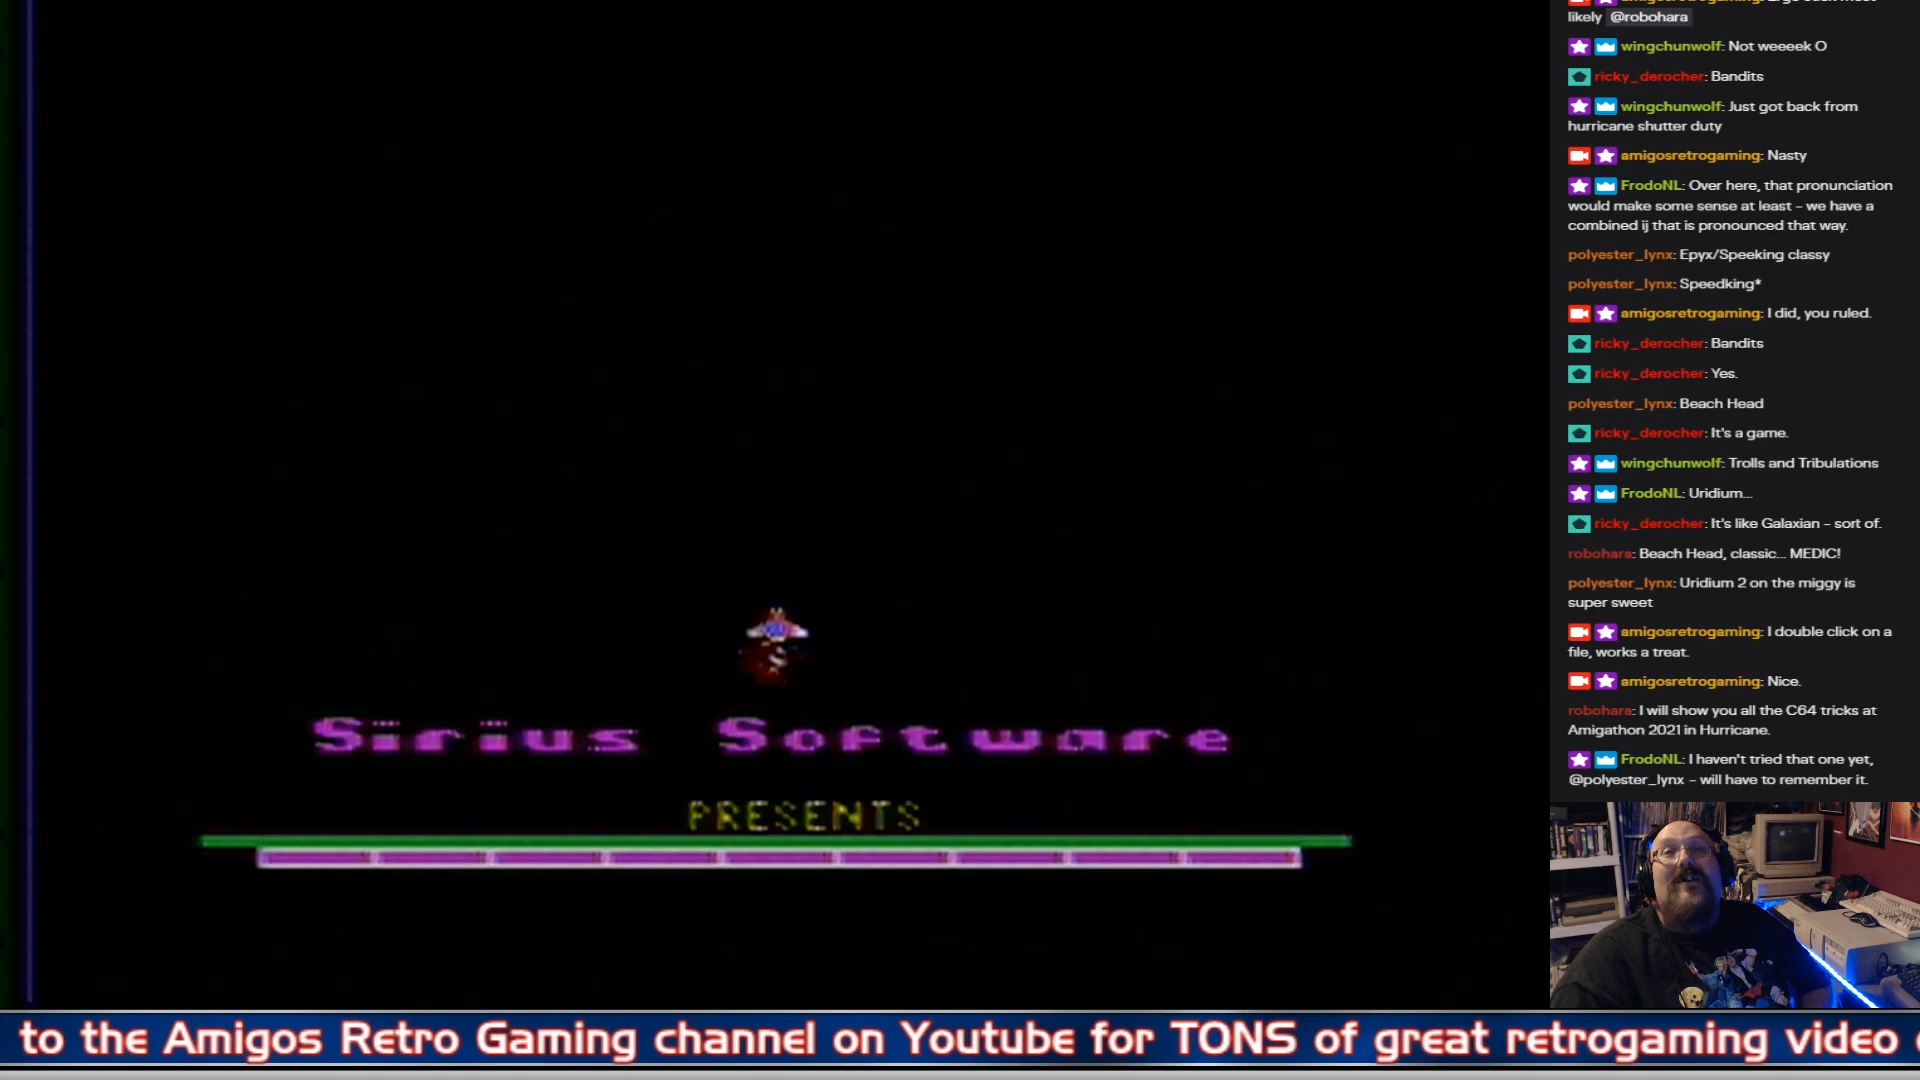 Sirius Software
PRESENTS
likely @robohara
wingchunwolf: Not weeeek O
ricky_derocher: Bandits
wingchunwolf: Just got back from
hurricane shutter duty
amigosretrogaming: Nasty
FrodoNL: Over here, that pronunciation
would make some sense at least - we have a
combined ij that is pronounced that way.
polyester_lynx: Epyx/Speeking classy
polyester_lynx: Speedking*
amigosretrogaming: I did, you ruled.
ricky_derocher: Bandits
ricky_derocher: Yes.
polyester_lynx: Beach Head
ricky_derocher: It's a game.
wingchunwolf: Trolls and Tribulations
FrodoNL: Uridium...
ricky_derocher: It's like Galaxian - sort of.
robohara: Beach Head, classic... MEDIC!
polyester_lynx: Uridium 2 on the miggy is
super sweet
amigosretrogaming: I double click on a
file, works a treat.
amigosretrogaming: Nice.
robohara: I will show you all the C64 tricks at
Amigathon 2021 in Hurricane.
FrodoNL: I haven't tried that one yet,
@polyester_lynx - will have to remember it.
to the Amigos Retro Gaming channel on Youtube for TONS of great retrogaming video